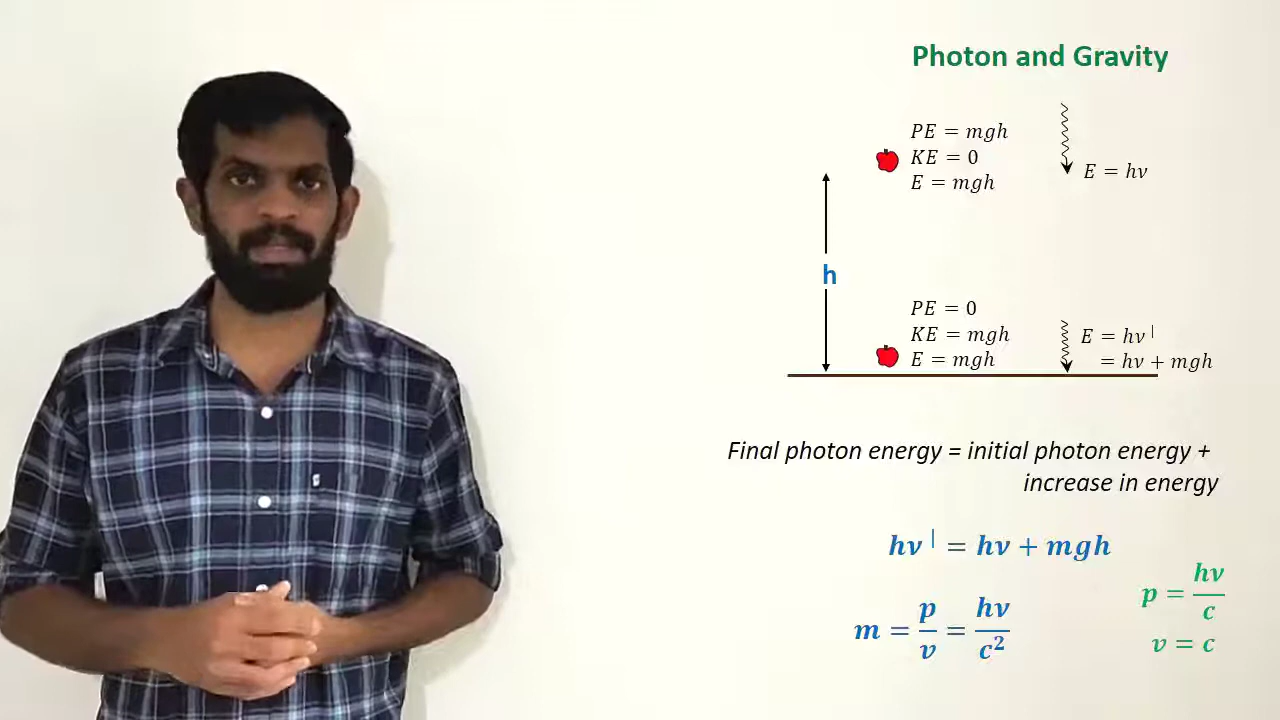 Photon and Gravity
PE = mgh
KE = 0
E = mgh
E = hν
h
PE = 0
KE = mgh
E = mgh
E = hν ˡ
= hν + mgh
Final photon energy = initial photon energy +
increase in energy
hν ˡ = hν + mgh
m = p/v = hν/c²
p = hν/c
v = c